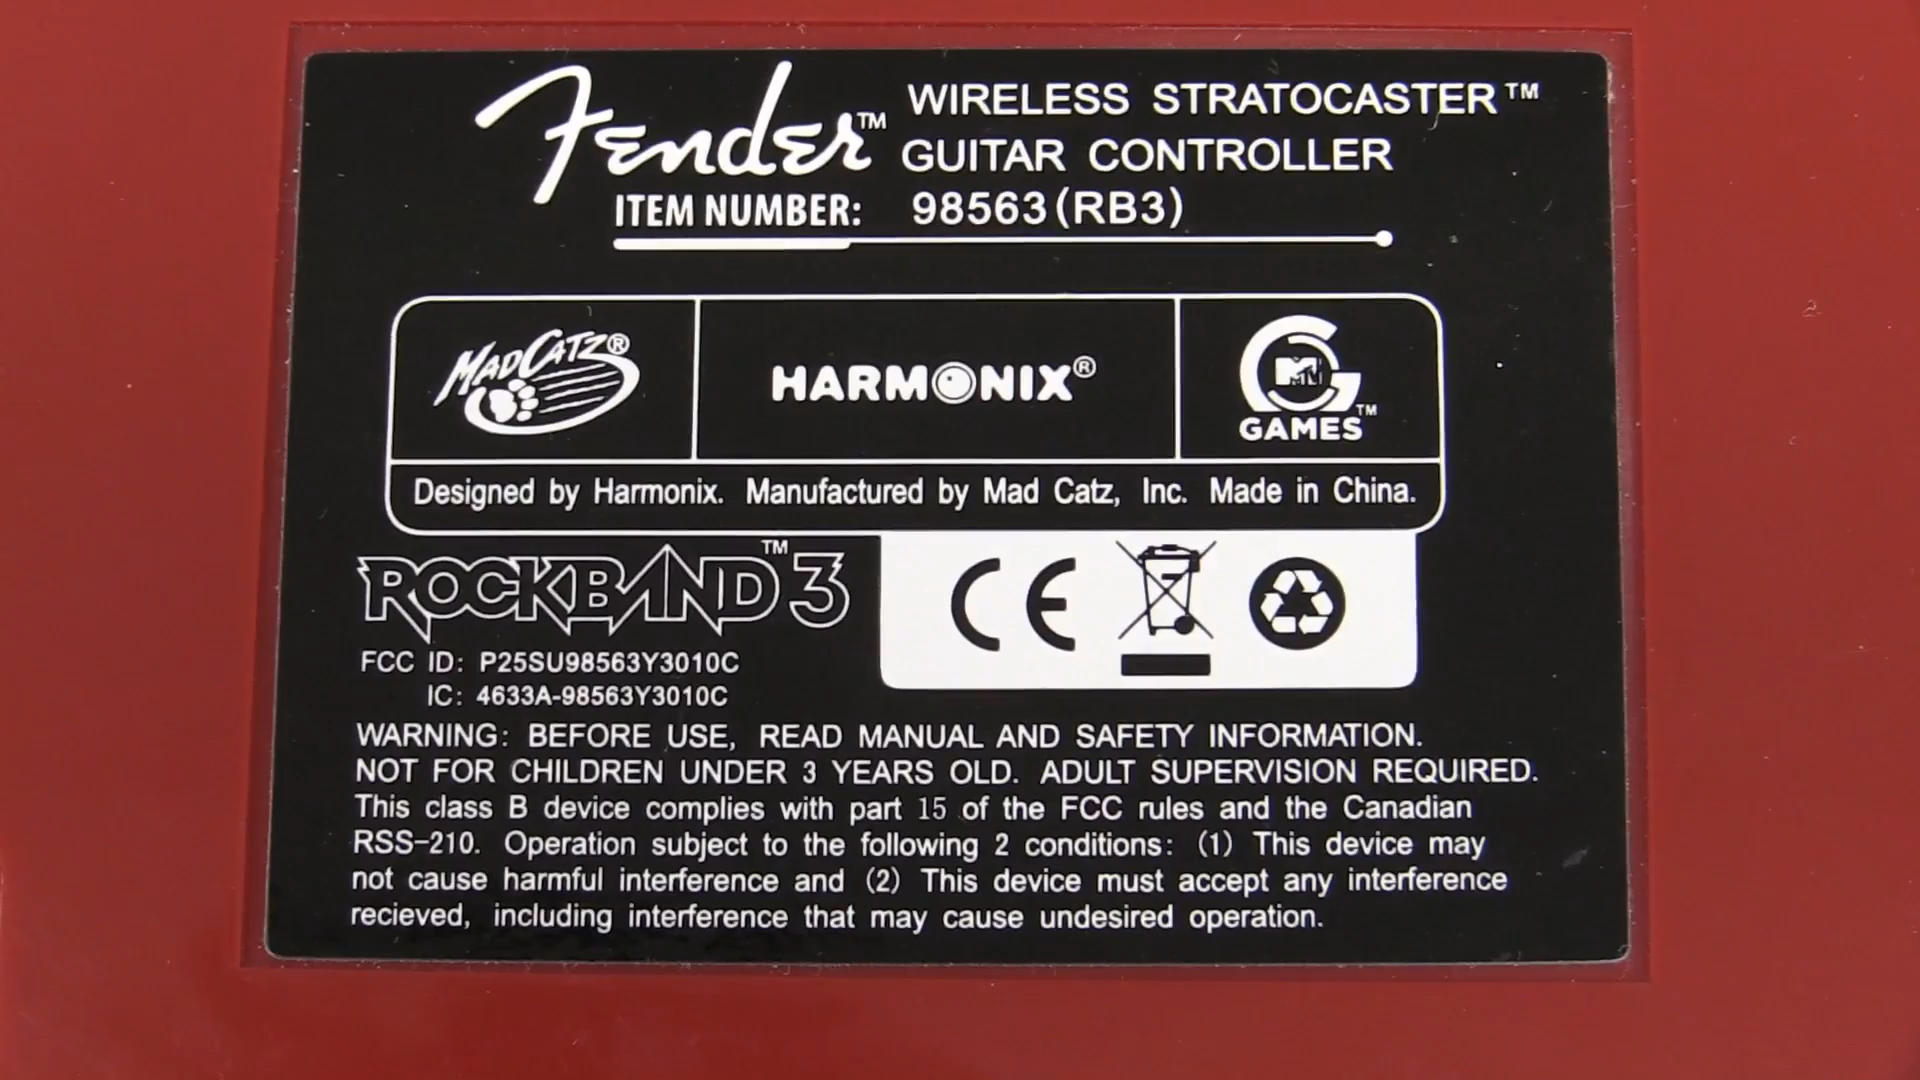 Fender™ WIRELESS STRATOCASTER™
GUITAR CONTROLLER
ITEM NUMBER: 98563(RB3)
MADCATZ® HARMONIX® MTV
GAMES™
Designed by Harmonix. Manufactured by Mad Catz, Inc. Made in China.
ROCKBAND™3
CE
FCC ID: P25SU98563Y3010C
IC: 4633A-98563Y3010C
WARNING: BEFORE USE, READ MANUAL AND SAFETY INFORMATION.
NOT FOR CHILDREN UNDER 3 YEARS OLD. ADULT SUPERVISION REQUIRED.
This class B device complies with part 15 of the FCC rules and the Canadian
RSS-210. Operation subject to the following 2 conditions: (1) This device may
not cause harmful interference and (2) This device must accept any interference
recieved, including interference that may cause undesired operation.